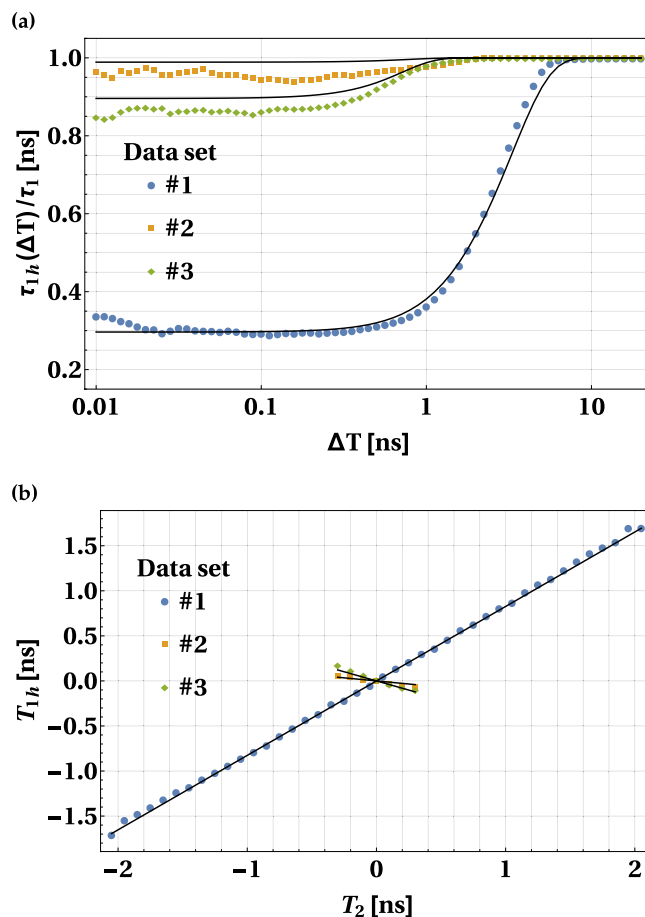 (a)
τ1h(ΔT)/τ1 [ns]
1.0
0.8
0.6
0.4
0.2
Data set
#1
#2
#3
0.01 0.1 1 10
ΔT [ns]
(b)
T1h [ns]
1.5
1.0
0.5
0.0
−0.5
−1.0
−1.5
Data set
#1
#2
#3
−2 −1 0 1 2
T2 [ns]